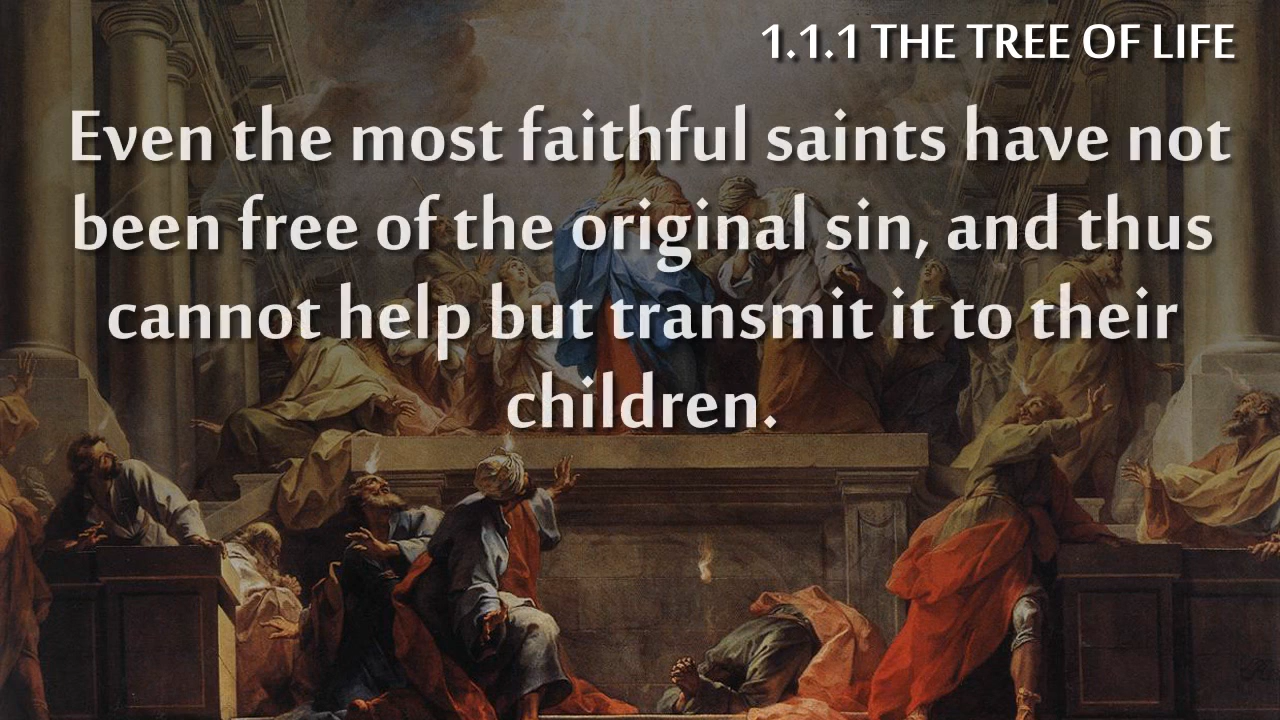 1.1.1 THE TREE OF LIFE
Even the most faithful saints have not
been free of the original sin, and thus
cannot help but transmit it to their
children.